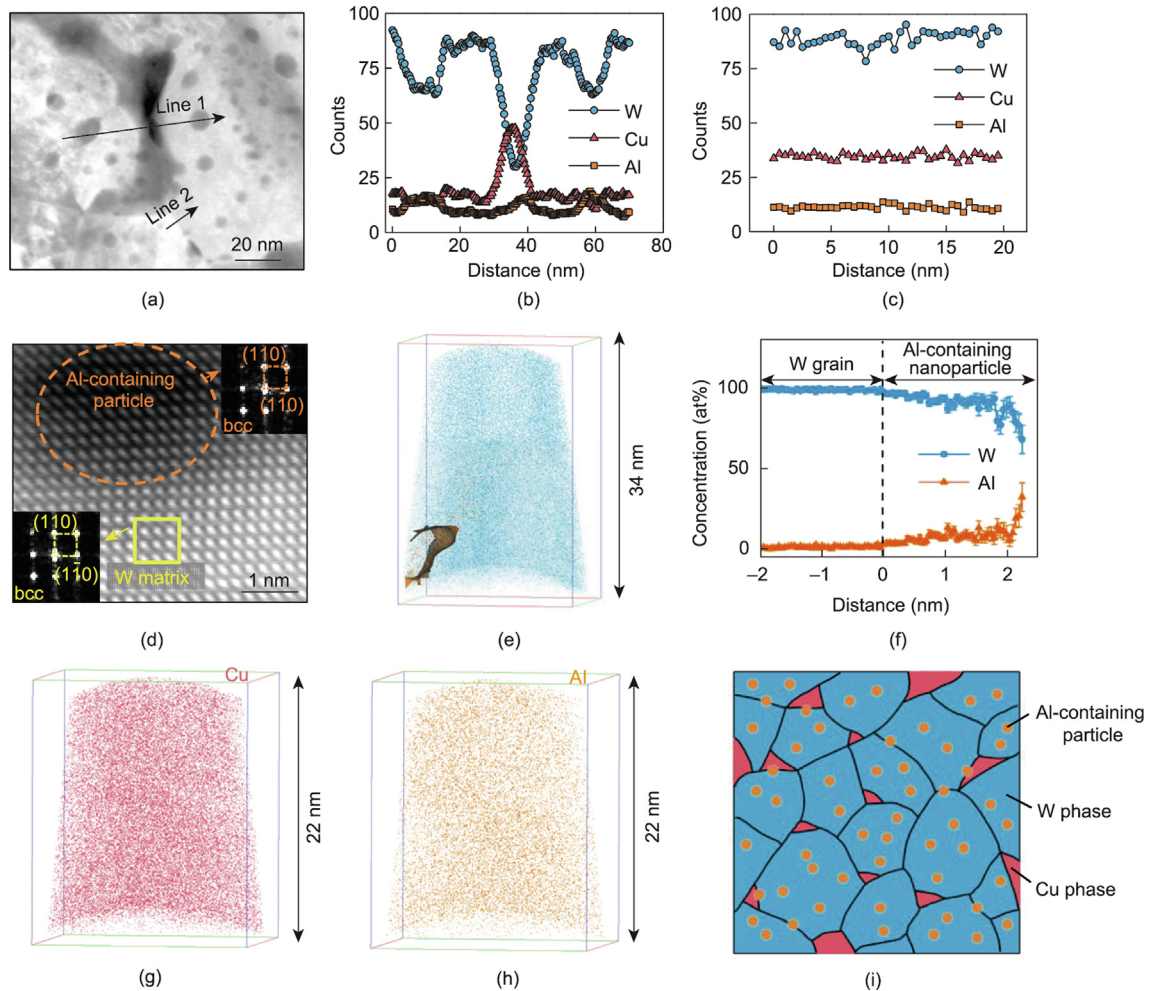 Line 1
Line 2
20 nm
(a)
Counts
100
75
50
25
0
W
Cu
Al
0
20
40
60
80
Distance (nm)
(b)
Counts
100
75
50
25
0
W
Cu
Al
0
5
10
15
20
Distance (nm)
(c)
Al-containing
particle
(110)
(1̄10)
bcc
(110)
(11̄0)
bcc
W matrix
1 nm
(d)
34 nm
(e)
Concentration (at%)
100
50
0
W grain
Al-containing
nanoparticle
W
Al
−2
−1
0
1
2
Distance (nm)
(f)
Cu
22 nm
(g)
Al
22 nm
(h)
Al-containing
particle
W phase
Cu phase
(i)